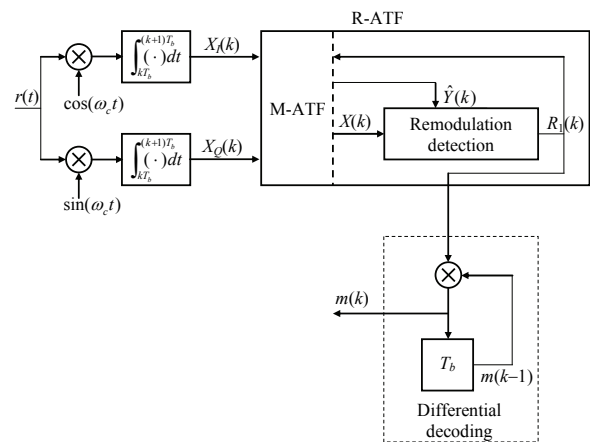 R-ATF
r(t)
cos(ω_c t)
∫_{kT_b}^{(k+1)T_b} (·)dt
X_I(k)
M-ATF
Ŷ(k)
X(k)
Remodulation
detection
R_1(k)
sin(ω_c t)
∫_{kT_b}^{(k+1)T_b} (·)dt
X_Q(k)
m(k)
T_b
m(k−1)
Differential
decoding